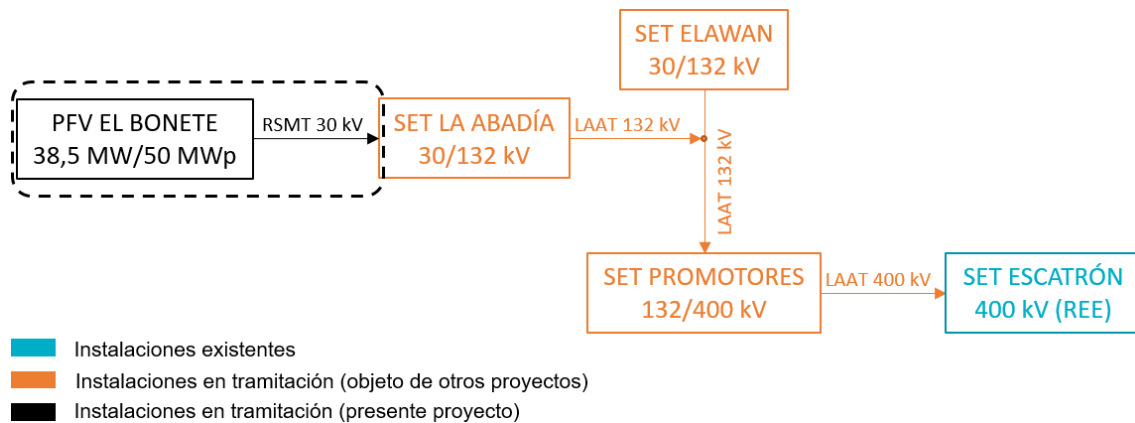 SET ELAWAN
30/132 kV
PFV EL BONETE
38,5 MW/50 MWp
RSMT 30 kV
SET LA ABADÍA
30/132 kV
LAAT 132 kV
LAAT 132 kV
SET PROMOTORES
132/400 kV
LAAT 400 kV
SET ESCATRÓN
400 kV (REE)
Instalaciones existentes
Instalaciones en tramitación (objeto de otros proyectos)
Instalaciones en tramitación (presente proyecto)